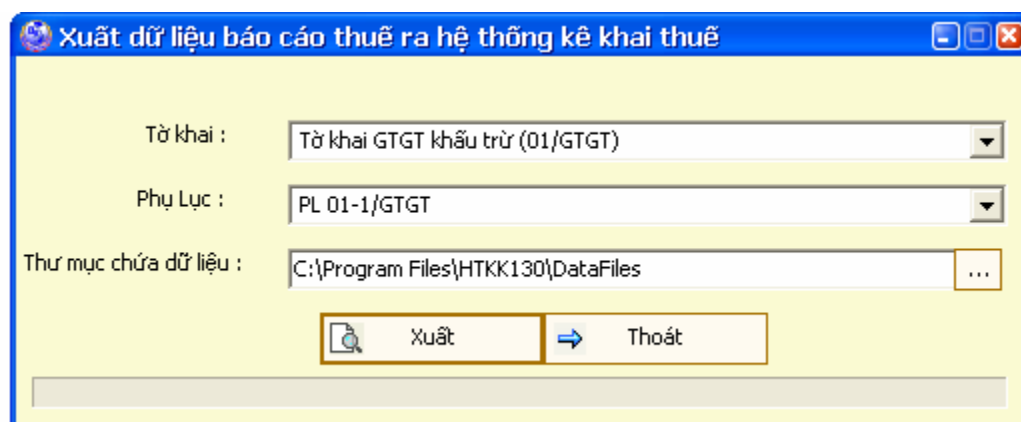 Xuất dữ liệu báo cáo thuế ra hệ thống kê khai thuế
Tờ khai : Tờ khai GTGT khấu trừ (01/GTGT)
Phụ Lục : PL 01-1/GTGT
Thư mục chứa dữ liệu : C:\Program Files\HTKK130\DataFiles ...
Xuất Thoát